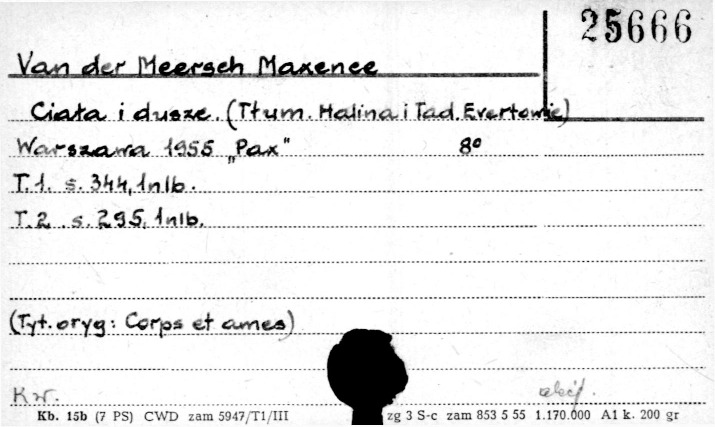 25666
Van der Meersch Maxence
Ciała i dusze. (Tłum. Halina i Tad. Evertowie)
Warszawa 1955 „Pax" 8°
T.1. s. 344, 1 nlb.
T.2. s. 295, 1 nlb.
(Tyt. oryg: Corps et ames)
Kw.
Kb. 15b (7 PS) CWD zam 5947/T1/III zg 3 S-c zam 853 5 55 1.170.000 A1 k. 200 gr